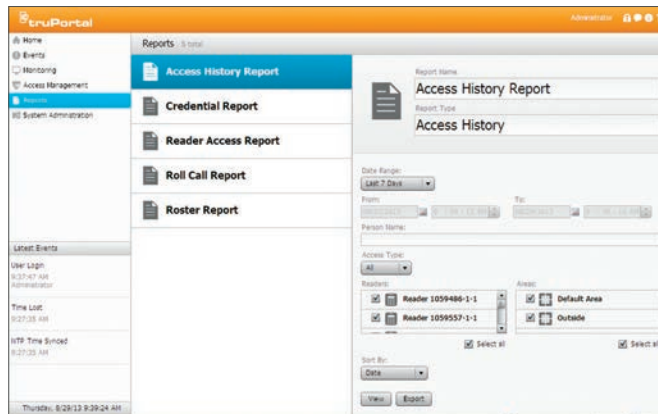 truPortal
Administrator
Home
Events
Monitoring
Access Management
Reports
System Administration
Latest Events
User Login
9:37:47 AM
Administrator
Time Lost
9:27:35 AM
NTP Time Synced
9:27:35 AM
Thursday, 8/29/13 9:39:24 AM
Reports 5 total
Access History Report
Credential Report
Reader Access Report
Roll Call Report
Roster Report
Report Name
Access History Report
Report Type
Access History
Date Range:
Last 7 Days
From:
To:
Person Name:
Access Type:
All
Readers:
Reader 1059486-1-1
Reader 1059557-1-1
Select all
Areas:
Default Area
Outside
Select all
Sort By:
Date
View
Export